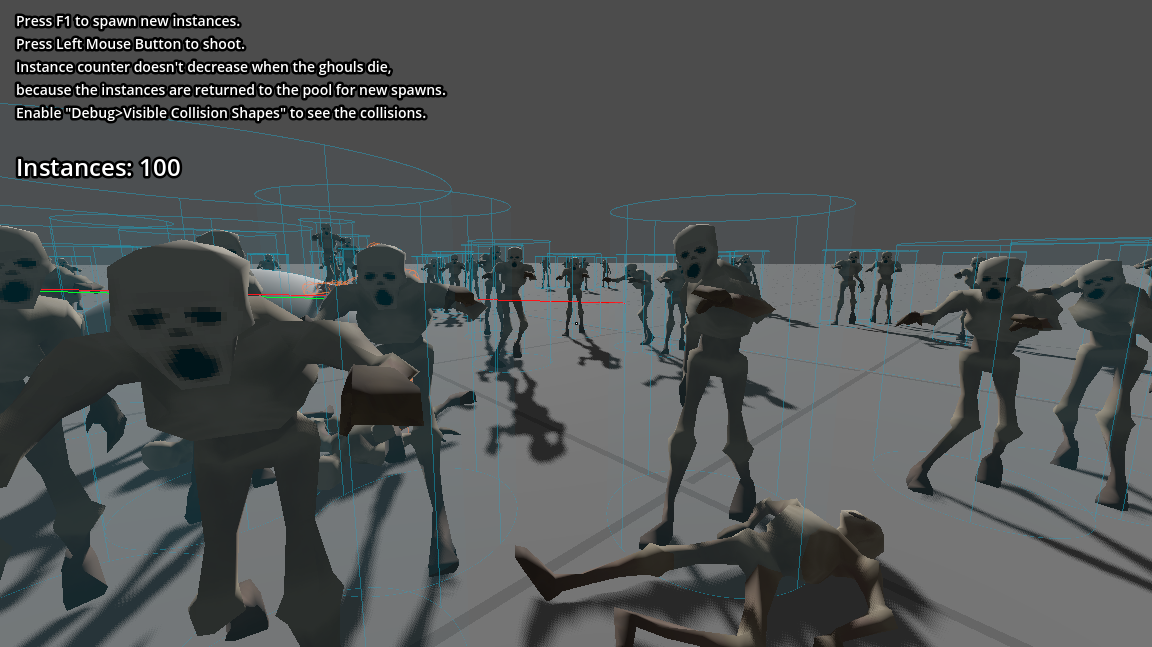 Press F1 to spawn new instances.
Press Left Mouse Button to shoot.
Instance counter doesn't decrease when the ghouls die,
because the instances are returned to the pool for new spawns.
Enable "Debug>Visible Collision Shapes" to see the collisions.
Instances: 100